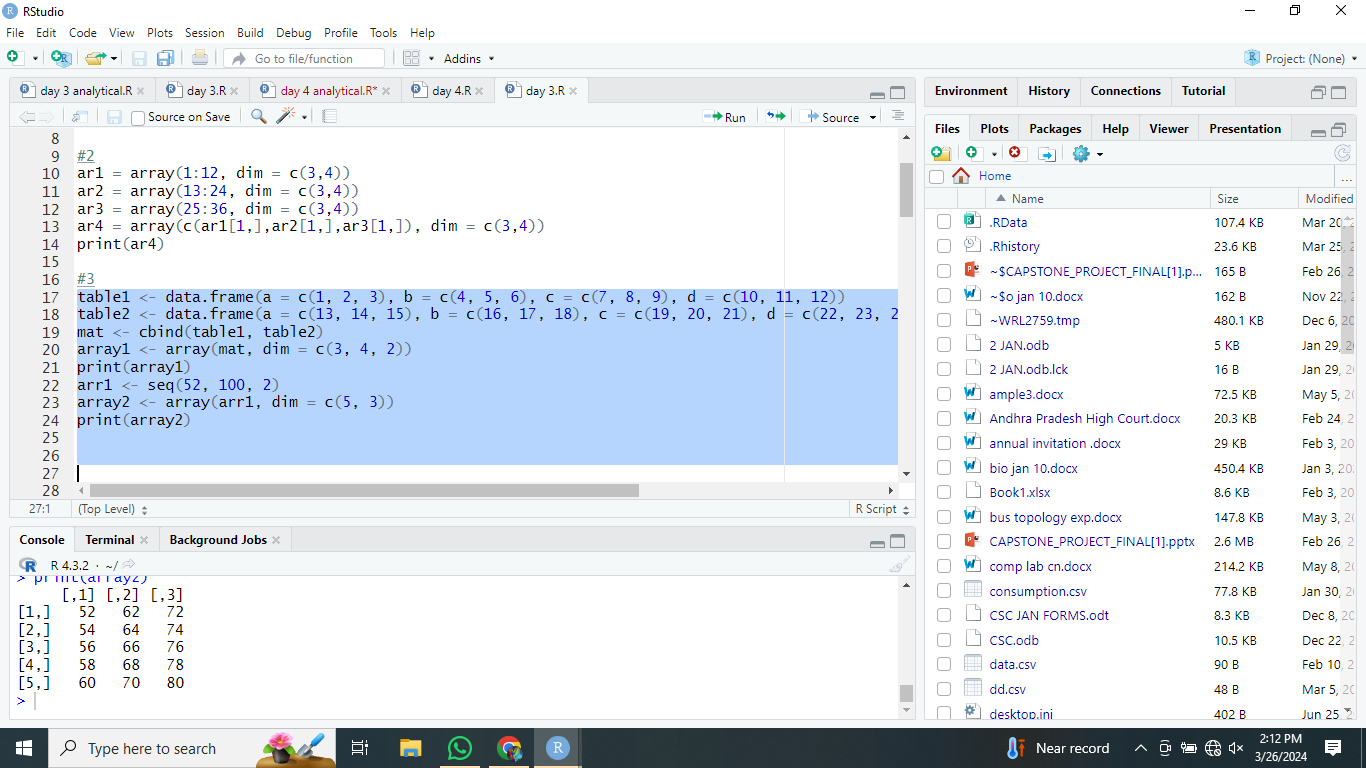 RStudio
File Edit Code View Plots Session Build Debug Profile Tools Help
Go to file/function Addins Project: (None)
day 3 analytical.R day 3.R day 4 analytical.R* day 4.R day 3.R
Source on Save Run Source
8
9 #2
10 ar1 = array(1:12, dim = c(3,4))
11 ar2 = array(13:24, dim = c(3,4))
12 ar3 = array(25:36, dim = c(3,4))
13 ar4 = array(c(ar1[1,],ar2[1,],ar3[1,]), dim = c(3,4))
14 print(ar4)
15
16 #3
17 table1 <- data.frame(a = c(1, 2, 3), b = c(4, 5, 6), c = c(7, 8, 9), d = c(10, 11, 12))
18 table2 <- data.frame(a = c(13, 14, 15), b = c(16, 17, 18), c = c(19, 20, 21), d = c(22, 23, 2
19 mat <- cbind(table1, table2)
20 array1 <- array(mat, dim = c(3, 4, 2))
21 print(array1)
22 arr1 <- seq(52, 100, 2)
23 array2 <- array(arr1, dim = c(5, 3))
24 print(array2)
25
26
27
28
27:1 (Top Level) R Script
Console Terminal Background Jobs
R 4.3.2 · ~/
> print(array2)
[,1] [,2] [,3]
[1,] 52 62 72
[2,] 54 64 74
[3,] 56 66 76
[4,] 58 68 78
[5,] 60 70 80
>
Environment History Connections Tutorial
Files Plots Packages Help Viewer Presentation
Home ...
Name Size Modified
.RData 107.4 KB Mar 20, 2
.Rhistory 23.6 KB Mar 25, 2
~$CAPSTONE_PROJECT_FINAL[1].p... 165 B Feb 26, 2
~$o jan 10.docx 162 B Nov 22,
~WRL2759.tmp 480.1 KB Dec 6, 20
2 JAN.odb 5 KB Jan 29,
2 JAN.odb.lck 16 B Jan 29, 2
ample3.docx 72.5 KB May 5, 20
Andhra Pradesh High Court.docx 20.3 KB Feb 24, 2
annual invitation .docx 29 KB Feb 3, 20
bio jan 10.docx 450.4 KB Jan 3, 20
Book1.xlsx 8.6 KB Feb 3, 20
bus topology exp.docx 147.8 KB May 3, 20
CAPSTONE_PROJECT_FINAL[1].pptx 2.6 MB Feb 26, 2
comp lab cn.docx 214.2 KB May 8, 20
consumption.csv 77.8 KB Jan 30, 2
CSC JAN FORMS.odt 8.3 KB Dec 8, 20
CSC.odb 10.5 KB Dec 22, 2
data.csv 90 B Feb 10, 2
dd.csv 48 B Mar 5, 20
desktop.ini 402 B Jun 25,
Type here to search Near record 2:12 PM
3/26/2024